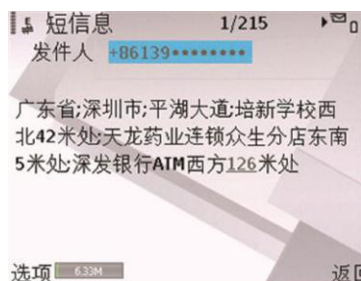 短信息 1/215
发件人 +86139********
广东省;深圳市;平湖大道;培新学校西
北42米处;天龙药业连锁众生分店东南
5米处;深发银行ATM西方126米处
选项 6.33M 返回